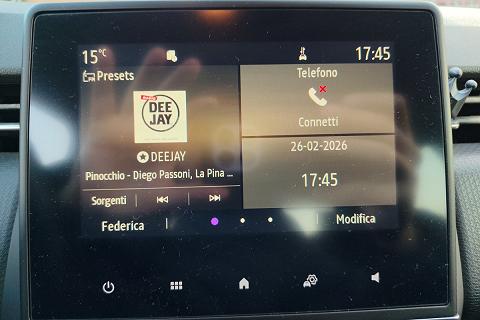 15°C
17:45
Presets
Telefono
Radio
DEE
JAY
DEEJAY
Connetti
Pinocchio - Diego Passoni, La Pina ...
26-02-2026
17:45
Sorgenti
Federica
Modifica